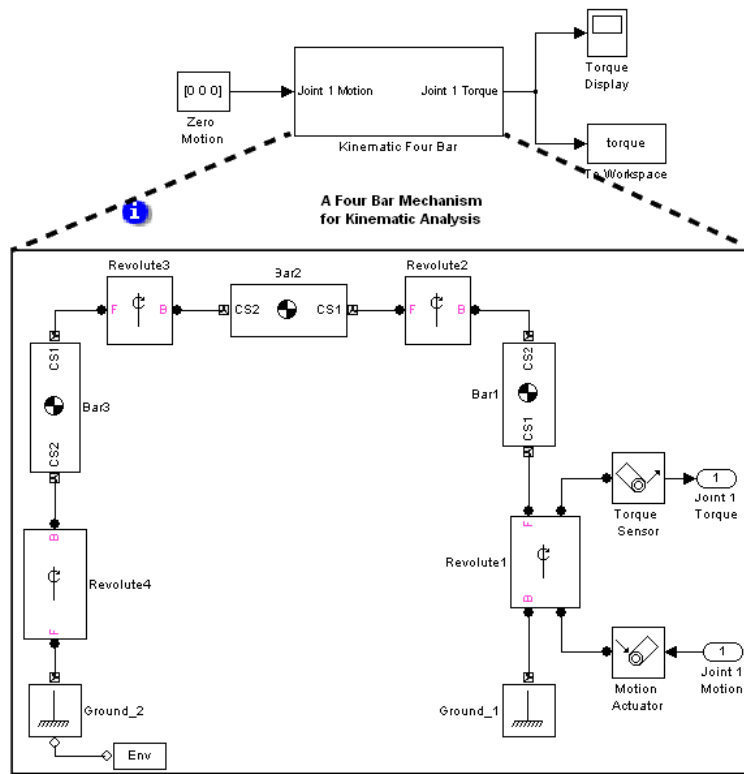 [0 0 0]
Zero
Motion
Joint 1 Motion
Joint 1 Torque
Kinematic Four Bar
Torque
Display
torque
To Workspace
i
A Four Bar Mechanism
for Kinematic Analysis
Revolute3
F
B
Bar2
CS2
CS1
Revolute2
F
B
CS1
CS2
Bar3
CS2
CS1
Bar1
B
F
Revolute4
F
B
Revolute1
Torque
Sensor
1
Joint 1
Torque
Motion
Actuator
1
Joint 1
Motion
Ground_2
Ground_1
Env